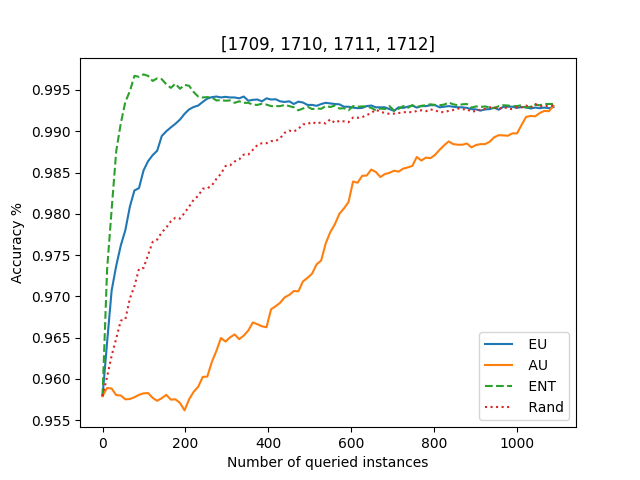 [1709, 1710, 1711, 1712]
0.995
0.990
0.985
0.980
0.975
0.970
0.965
0.960
0.955
Accuracy %
EU
AU
ENT
Rand
0 200 400 600 800 1000
Number of queried instances